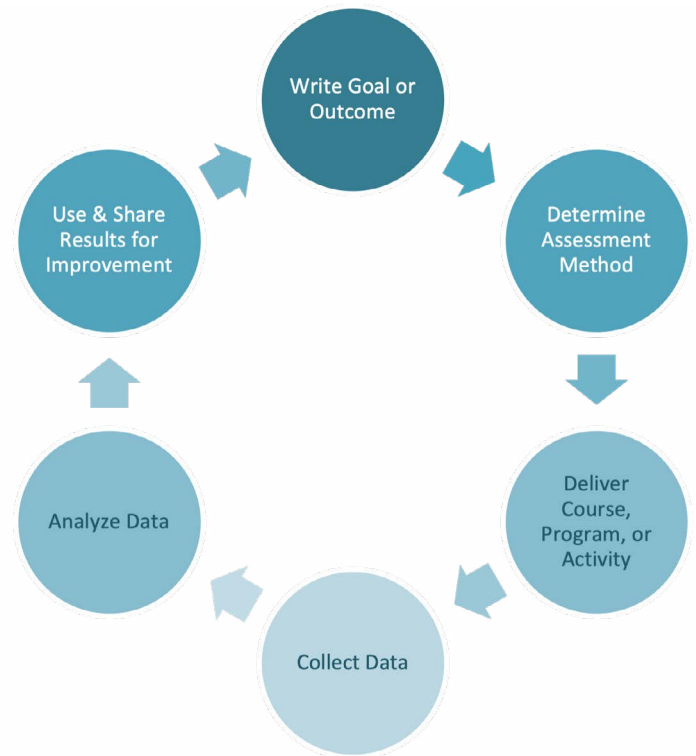 Write Goal or
Outcome
Determine
Assessment
Method
Deliver
Course,
Program, or
Activity
Collect Data
Analyze Data
Use & Share
Results for
Improvement